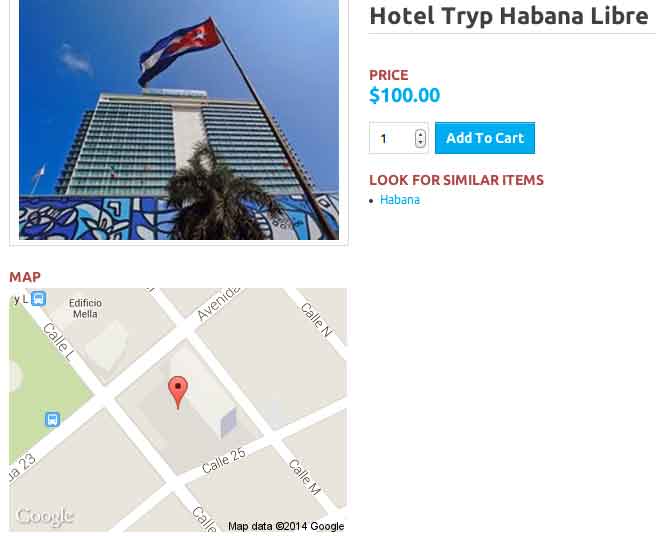 Hotel Tryp Habana Libre
PRICE
$100.00
1
Add To Cart
LOOK FOR SIMILAR ITEMS
Habana
MAP
y L
Edificio
Mella
Avenida
Calle N
Calle L
ua 23
Calle 25
Calle M
Calle
Google
Map data ©2014 Google